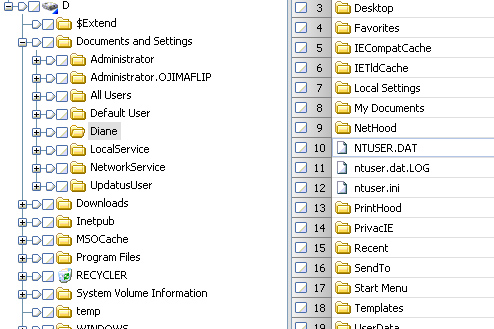 D
$Extend
Documents and Settings
Administrator
Administrator.OJIMAFLIP
All Users
Default User
Diane
LocalService
NetworkService
UpdatusUser
Downloads
Inetpub
MSOCache
Program Files
RECYCLER
System Volume Information
temp
WINDOWS
3 Desktop
4 Favorites
5 IECompatCache
6 IETldCache
7 Local Settings
8 My Documents
9 NetHood
10 NTUSER.DAT
11 ntuser.dat.LOG
12 ntuser.ini
13 PrintHood
14 PrivacIE
15 Recent
16 SendTo
17 Start Menu
18 Templates
19 UserData